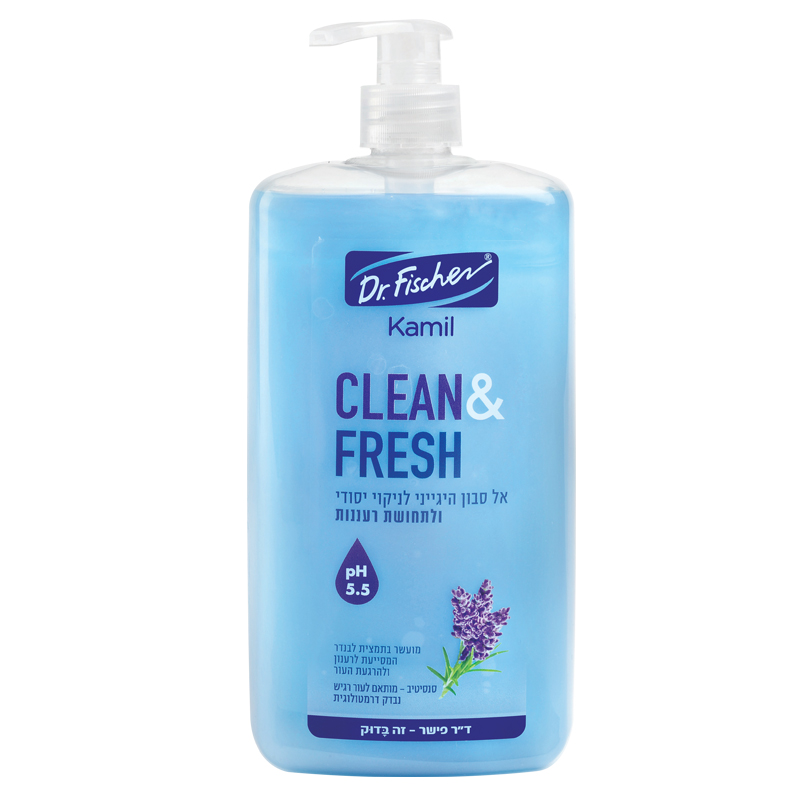 Dr. Fischer®
Kamil
CLEAN&
FRESH
אל סבון היגייני לניקוי יסודי
ולתחושת רעננות
pH
5.5
מועשר בתמצית לבנדר
המסייעת לרענון
ולהרגעת העור
סנסיטיב – מותאם לעור רגיש
נבדק דרמטולוגית
ד״ר פישר – זה בָּדוּק